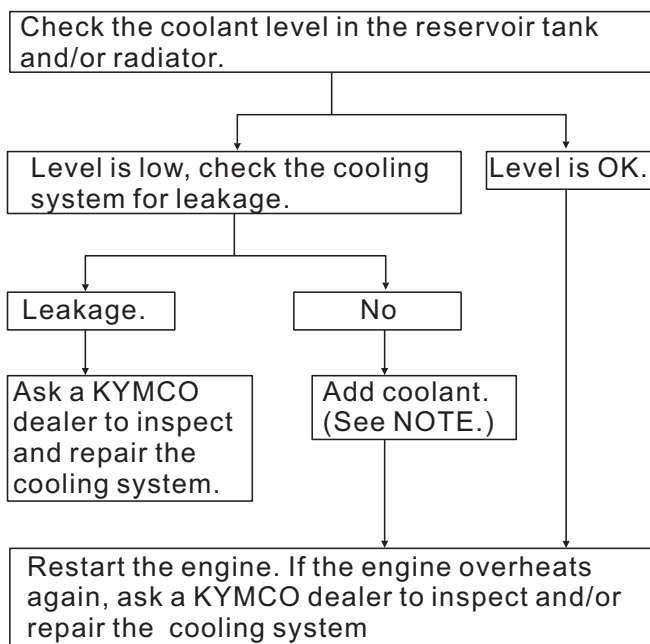 Check the coolant level in the reservoir tank
and/or radiator.
Level is low, check the cooling
system for leakage.
Level is OK.
Leakage.
No
Ask a KYMCO
dealer to inspect
and repair the
cooling system.
Add coolant.
(See NOTE.)
Restart the engine. If the engine overheats
again, ask a KYMCO dealer to inspect and/or
repair the  cooling system